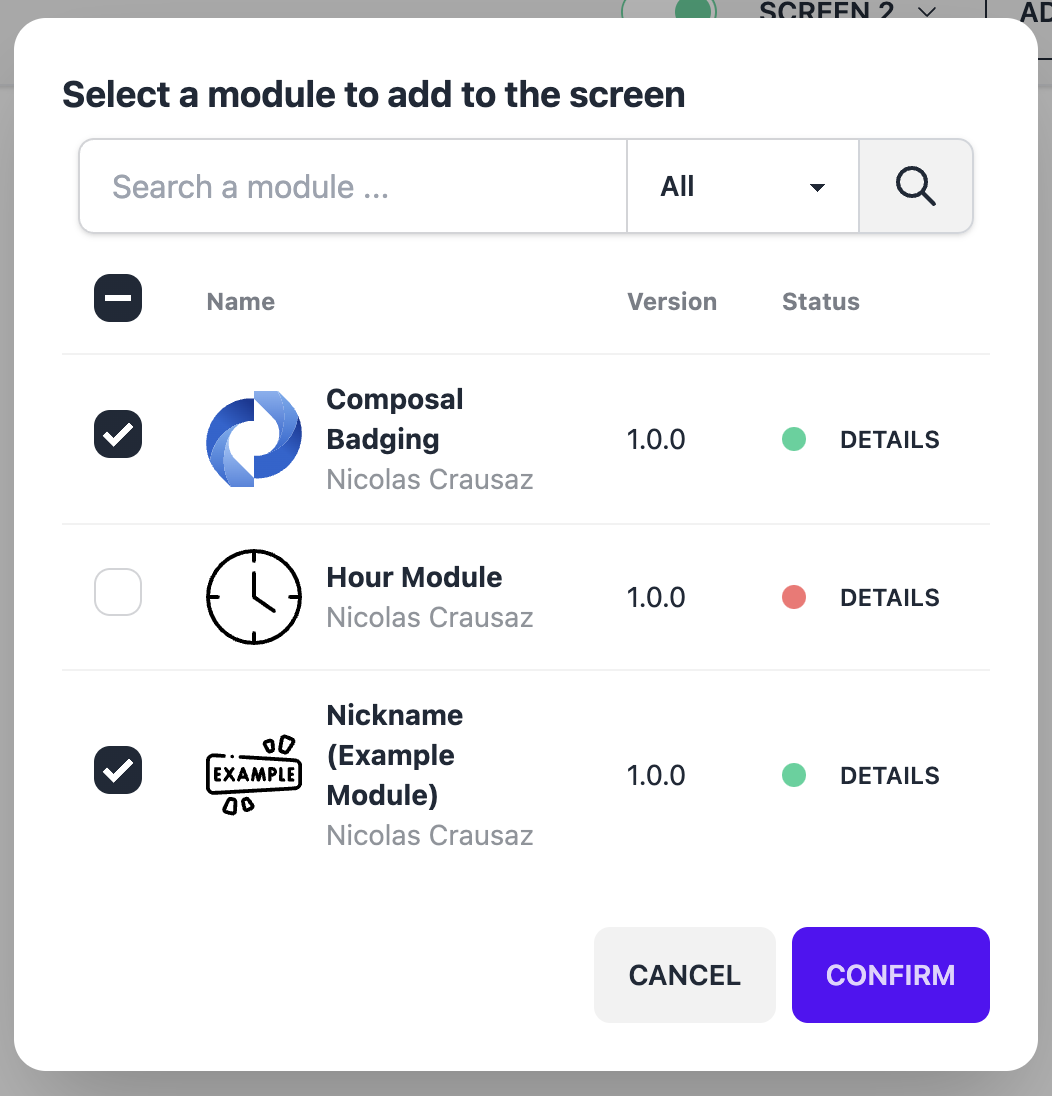 SCREEN 2
AD
Select a module to add to the screen
Search a module ...
All
Name
Version
Status
Composal
Badging
Nicolas Crausaz
1.0.0
DETAILS
Hour Module
Nicolas Crausaz
1.0.0
DETAILS
EXAMPLE
Nickname
(Example
Module)
Nicolas Crausaz
1.0.0
DETAILS
CANCEL
CONFIRM